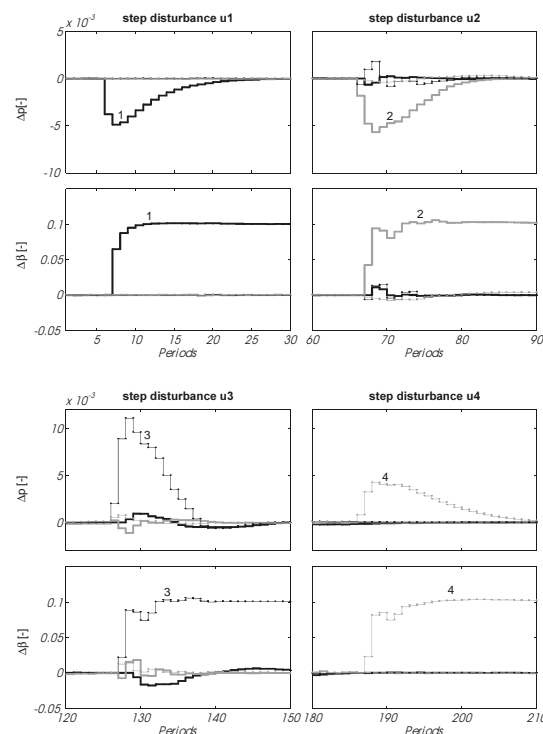 step disturbance u1
step disturbance u2
x 10⁻³
5
0
-5
-10
Δp[-]
1
2
0.1
0.05
0
-0.05
Δβ [-]
1
2
5 10 15 20 25 30
60 70 80 90
Periods
Periods
step disturbance u3
step disturbance u4
x 10⁻³
10
5
0
Δp [-]
3
4
0.1
0.05
0
-0.05
Δβ [-]
3
4
120 130 140 150
180 190 200 210
Periods
Periods